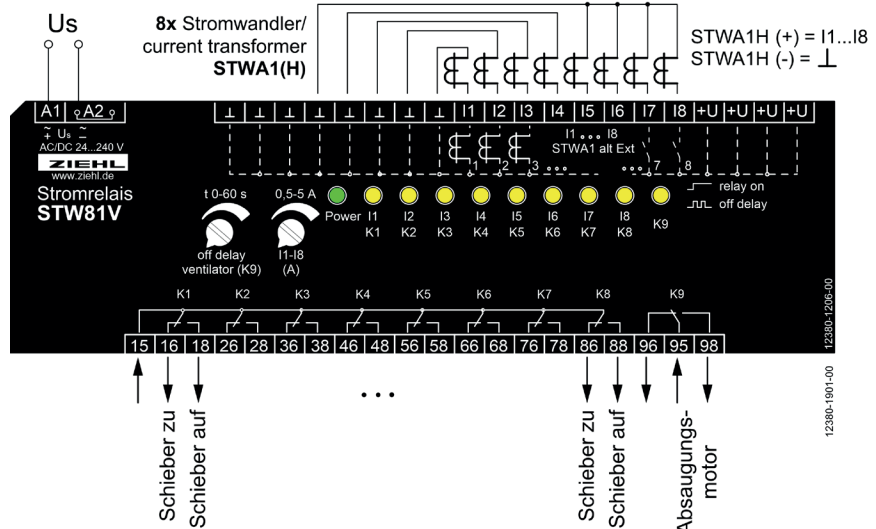 Us
8x Stromwandler/
current transformer
STWA1(H)
STWA1H (+) = I1...I8
STWA1H (-) = ⊥
A1 A2 ⊥ ⊥ ⊥ ⊥ ⊥ ⊥ ⊥ ⊥ I1 I2 I3 I4 I5 I6 I7 I8 +U +U +U +U
~ + Us ~ -
AC/DC 24...240 V
ZIEHL
www.ziehl.de
Stromrelais
STW81V
I1 ... I8
STWA1 alt Ext
1 2 3 .... ... 7 8
t 0-60 s
0,5-5 A
off delay
ventilator (K9)
I1-I8
(A)
Power I1 I2 I3 I4 I5 I6 I7 I8
K1 K2 K3 K4 K5 K6 K7 K8 K9
relay on
off delay
K1 K2 K3 K4 K5 K6 K7 K8 K9
15 16 18 26 28 36 38 46 48 56 58 66 68 76 78 86 88 96 95 98
12380-1206-00
12380-1901-00
Schieber zu
Schieber auf
...
Schieber zu
Schieber auf
Absaugungs-
motor